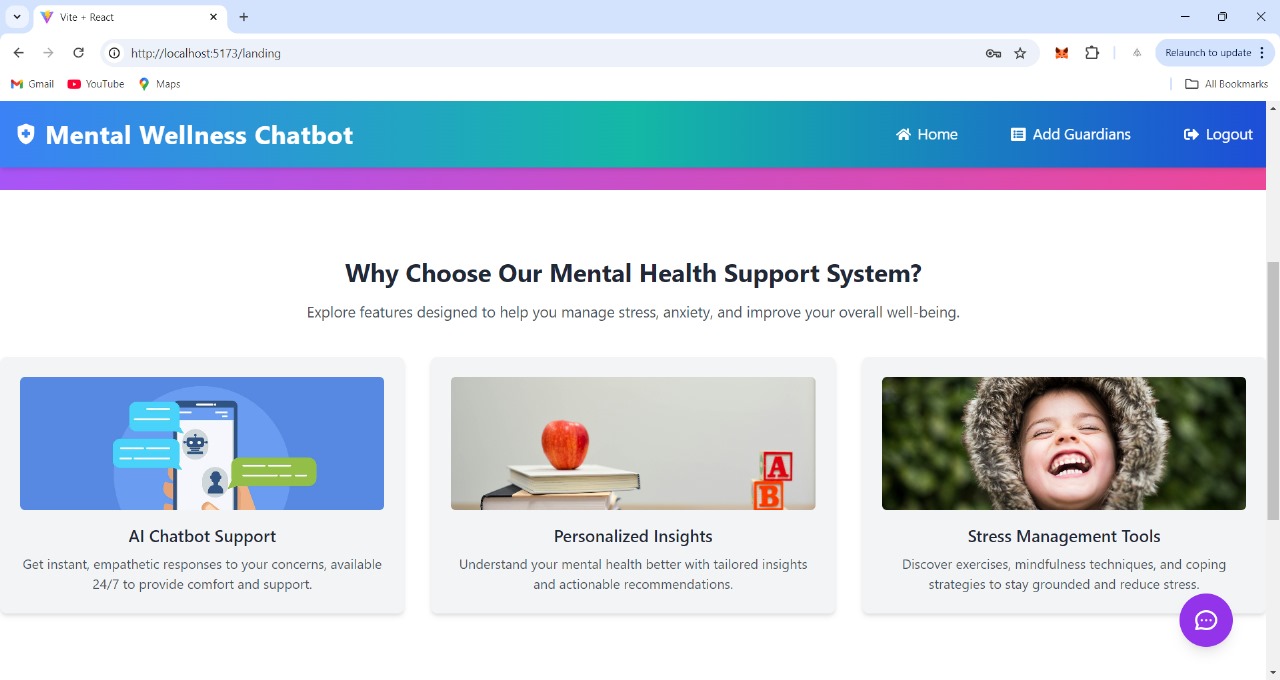 Vite + React
http://localhost:5173/landing
Relaunch to update
Gmail YouTube Maps All Bookmarks
Mental Wellness Chatbot Home Add Guardians Logout
Why Choose Our Mental Health Support System?
Explore features designed to help you manage stress, anxiety, and improve your overall well-being.
A
B
AI Chatbot Support
Get instant, empathetic responses to your concerns, available
24/7 to provide comfort and support.
Personalized Insights
Understand your mental health better with tailored insights
and actionable recommendations.
Stress Management Tools
Discover exercises, mindfulness techniques, and coping
strategies to stay grounded and reduce stress.